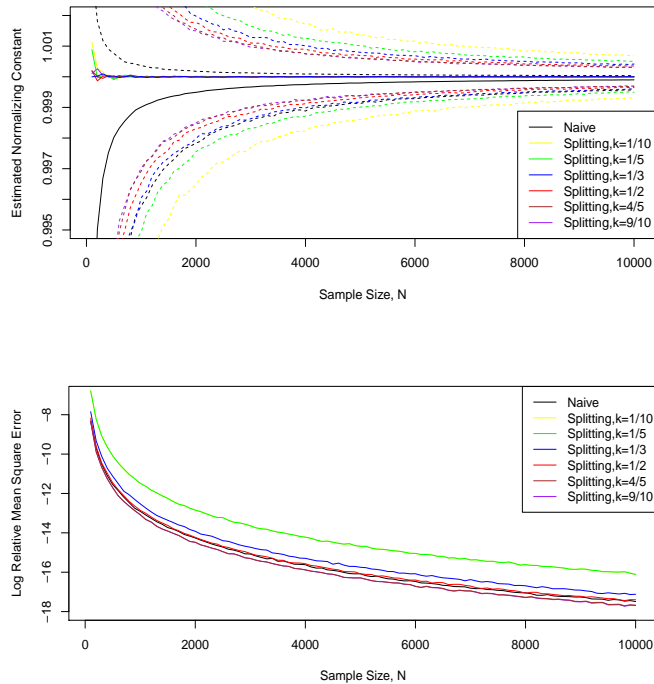 Estimated Normalizing Constant
1.001
0.999
0.997
0.995
Naive
Splitting,k=1/10
Splitting,k=1/5
Splitting,k=1/3
Splitting,k=1/2
Splitting,k=4/5
Splitting,k=9/10
0
2000
4000
6000
8000
10000
Sample Size, N
Log Relative Mean Square Error
-8
-10
-12
-14
-16
-18
Naive
Splitting,k=1/10
Splitting,k=1/5
Splitting,k=1/3
Splitting,k=1/2
Splitting,k=4/5
Splitting,k=9/10
0
2000
4000
6000
8000
10000
Sample Size, N